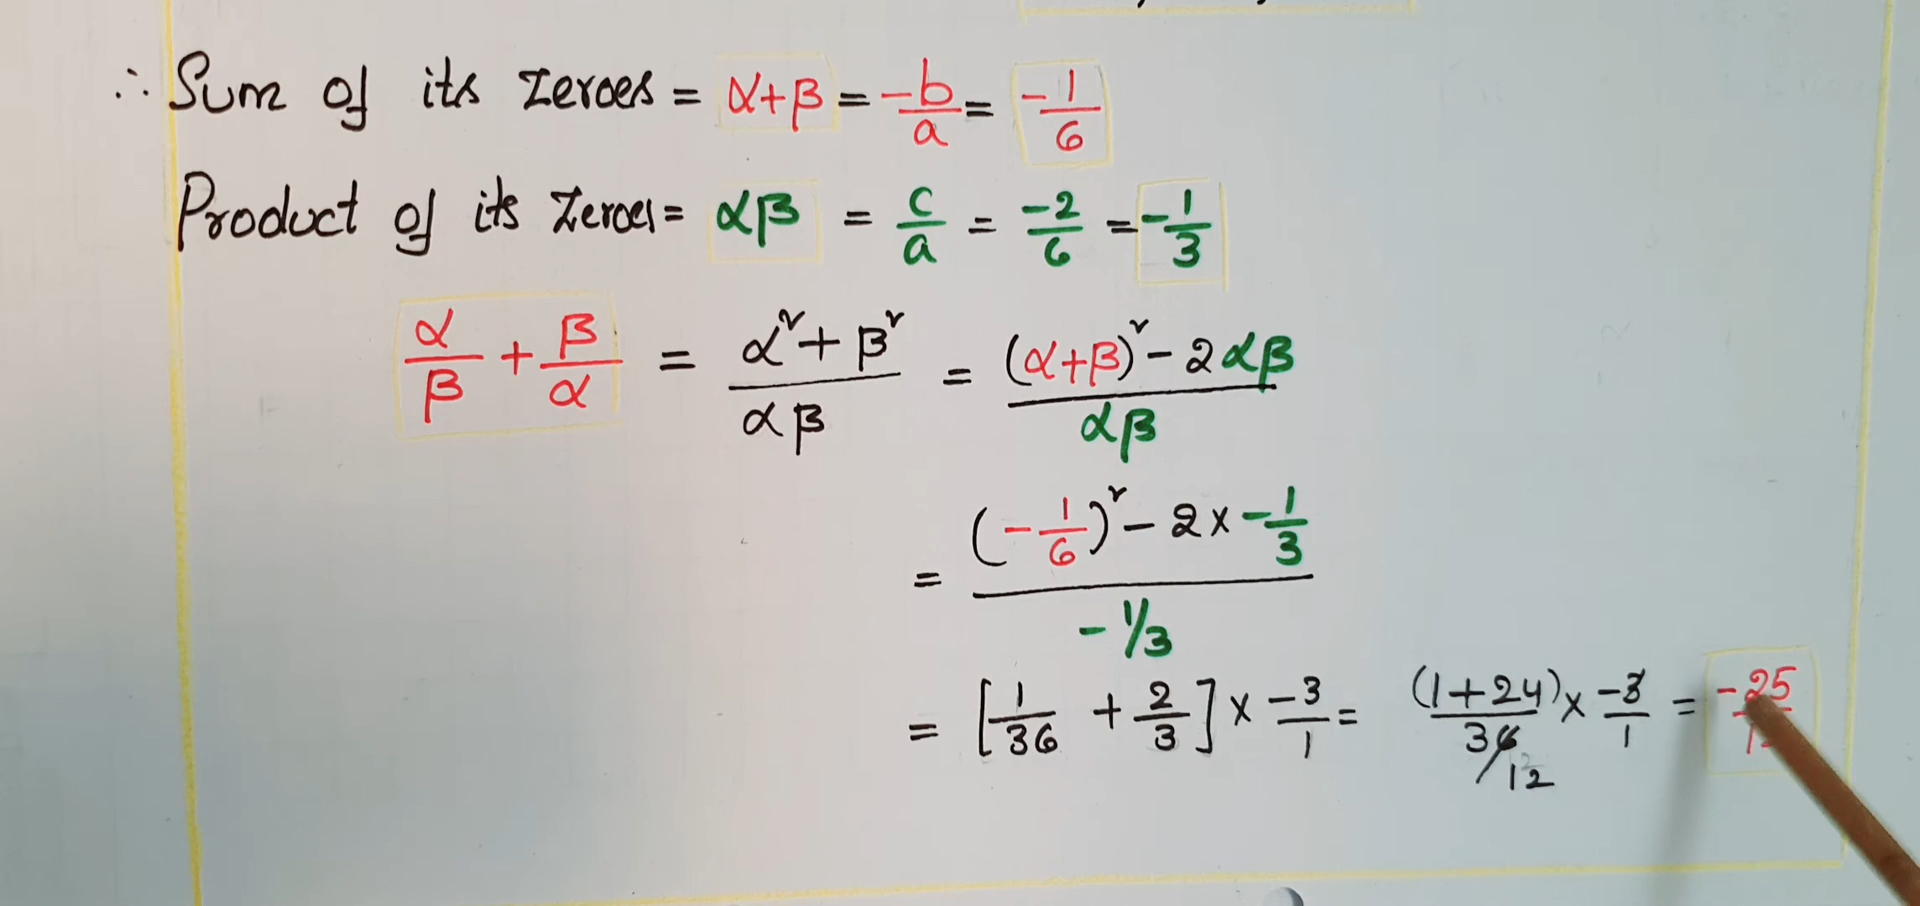 ∴ Sum of its zeroes = α+β = -b/a = -1/6
Product of its zeroes = αβ = c/a = -2/6 = -1/3
α/β + β/α = (α²+β²)/(αβ) = ((α+β)²-2αβ)/(αβ)
= ((-1/6)²-2×-1/3)/(-1/3)
= [1/36 + 2/3] × -3/1 = (1+24)/36 × -3/1 = -25
12